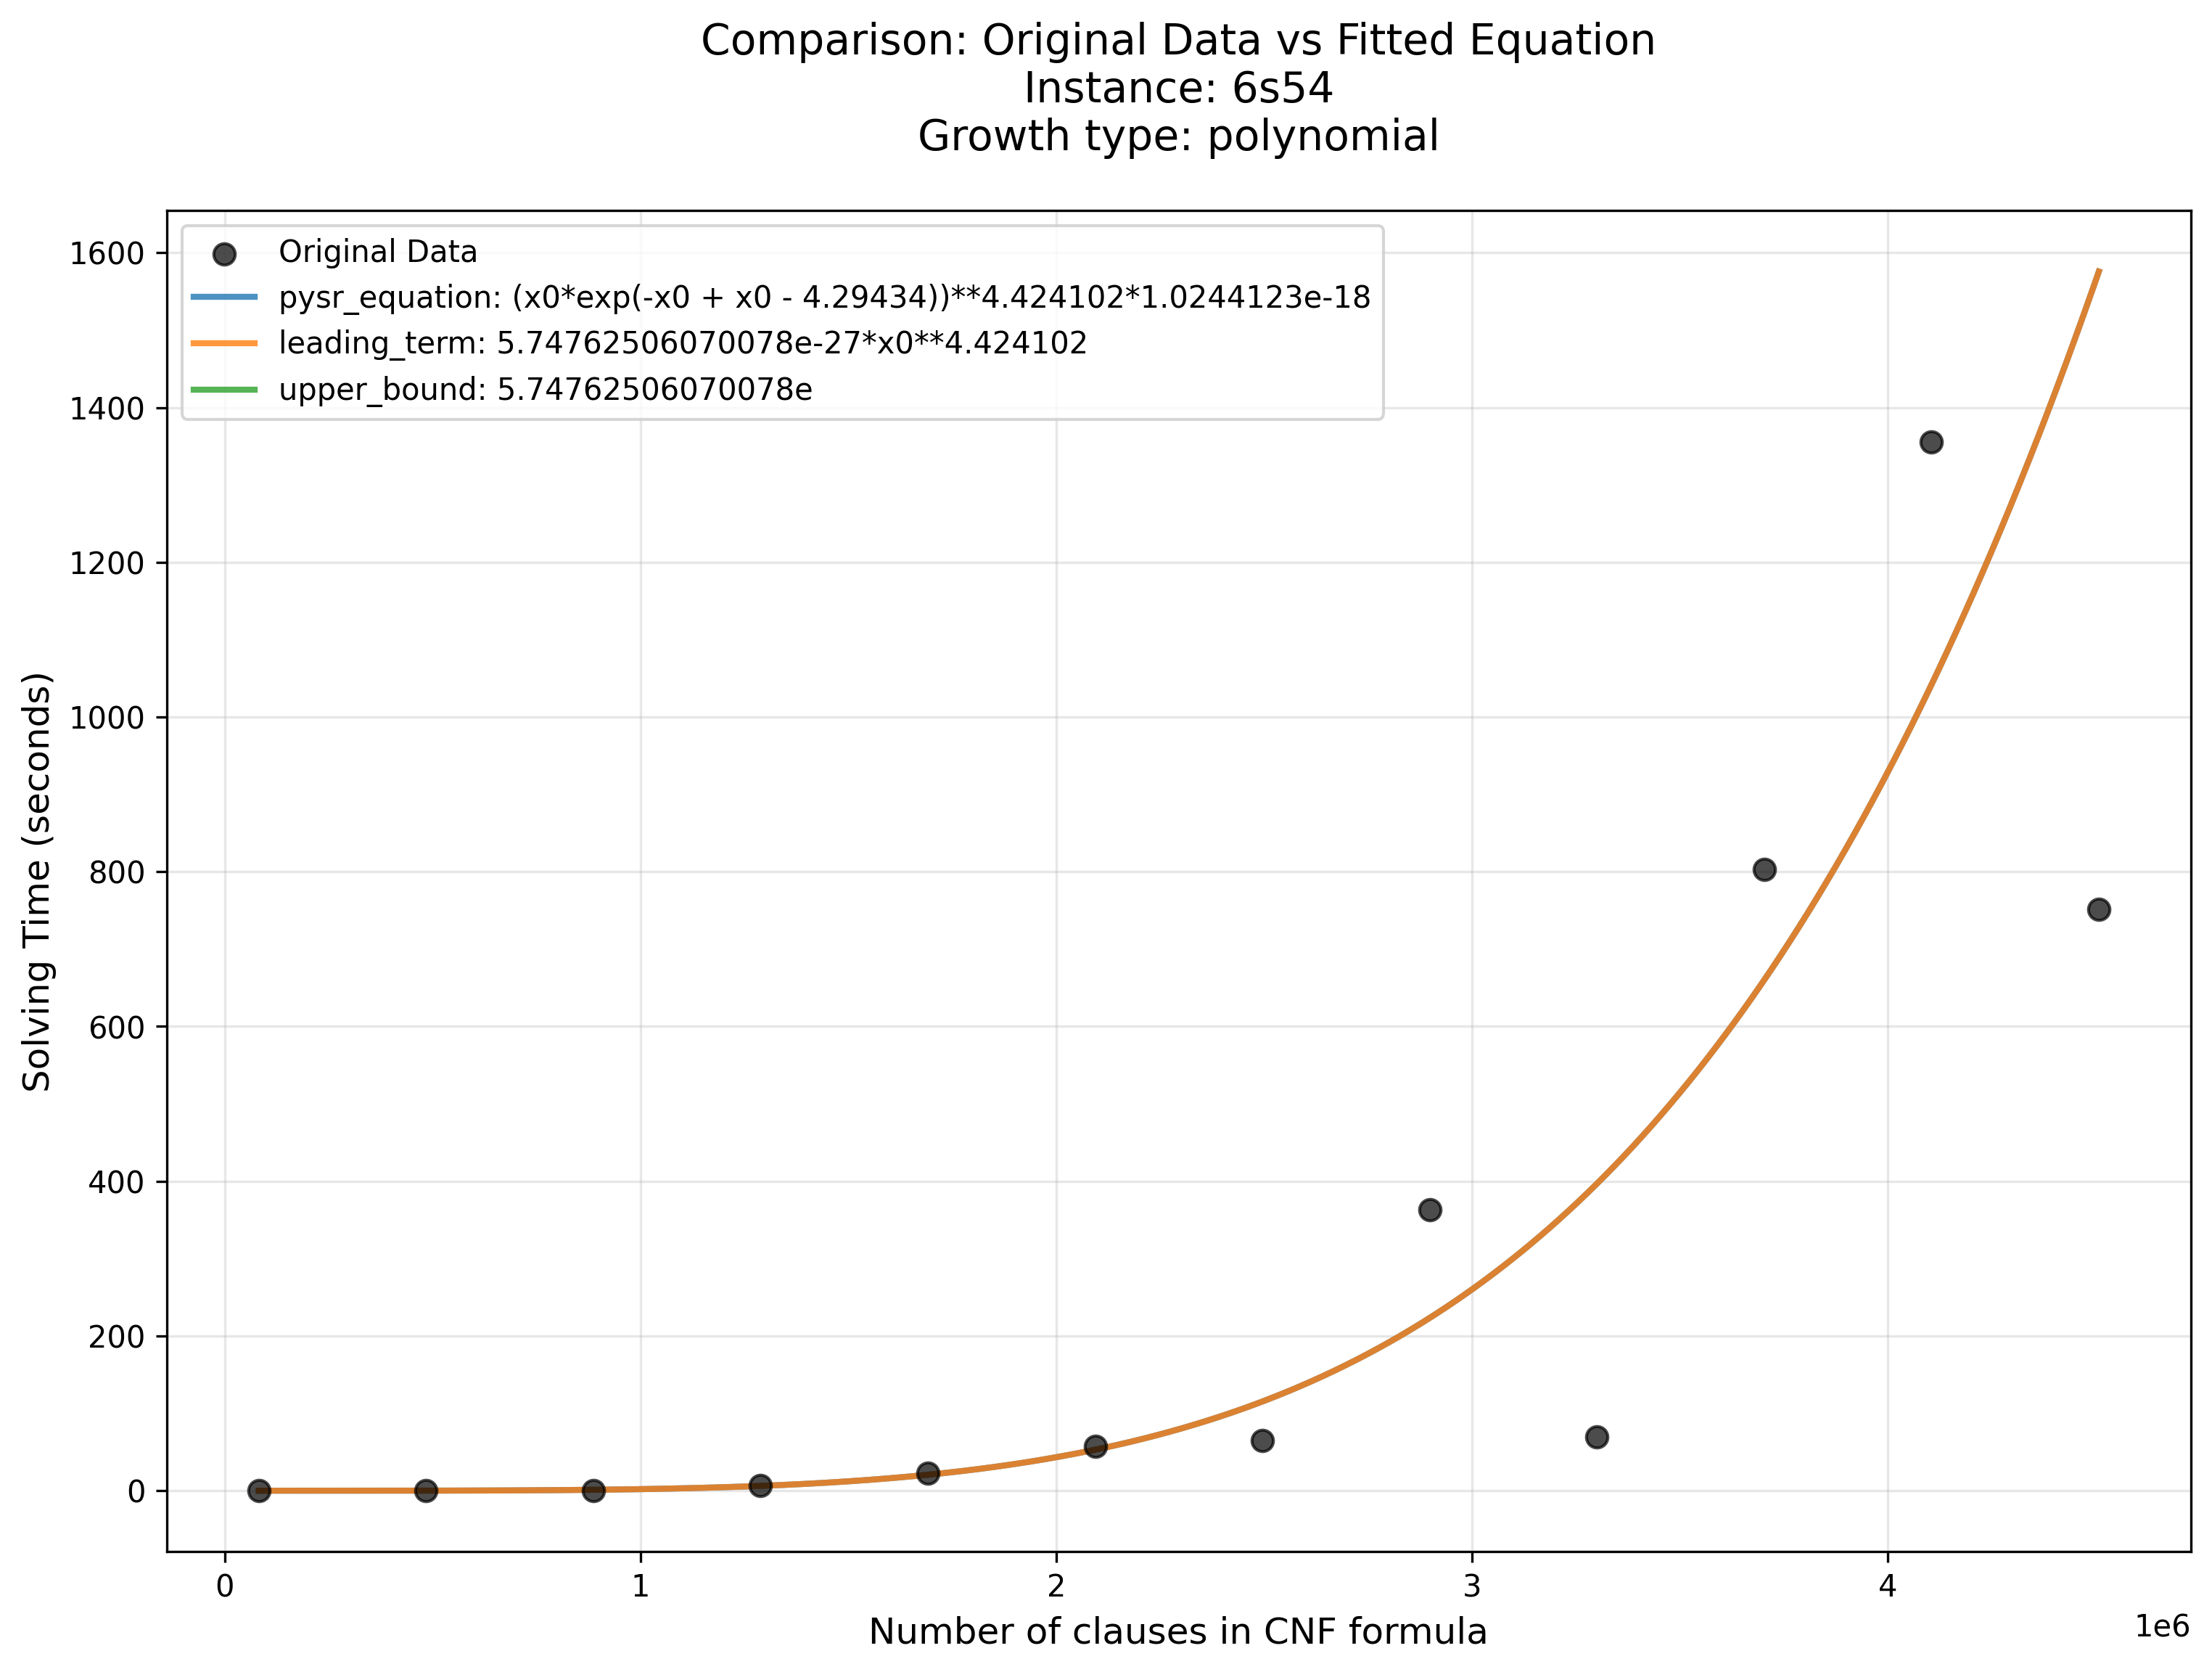 Comparison: Original Data vs Fitted Equation
Instance: 6s54
Growth type: polynomial
Original Data
pysr_equation: (x0*exp(-x0 + x0 - 4.29434))**4.424102*1.0244123e-18
leading_term: 5.74762506070078e-27*x0**4.424102
upper_bound: 5.74762506070078e
1600
1400
1200
1000
800
600
400
200
0
Solving Time (seconds)
0 1 2 3 4
1e6
Number of clauses in CNF formula